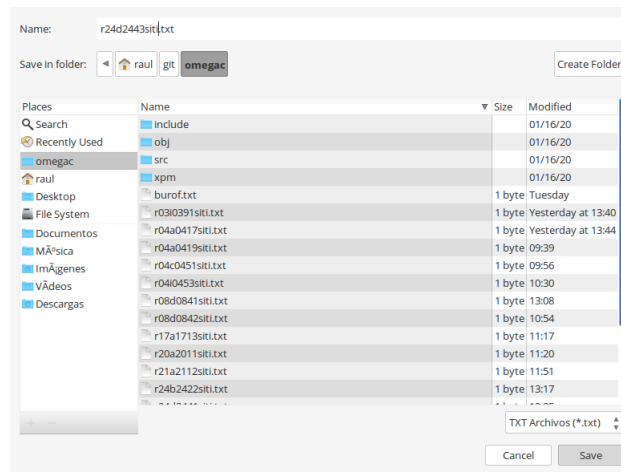 Name: r24d2443siti.txt
Save in folder: raul git omegac Create Folder
Places Name Size Modified
Search include 01/16/20
Recently Used obj 01/16/20
omegac src 01/16/20
raul xpm 01/16/20
Desktop burof.txt 1 byte Tuesday
File System r03i0391siti.txt 1 byte Yesterday at 13:40
Documentos r04a0417siti.txt 1 byte Yesterday at 13:44
MÃºsica r04a0419siti.txt 1 byte 09:39
ImÃ¡genes r04c0451siti.txt 1 byte 09:56
VÃ­deos r04i0453siti.txt 1 byte 10:30
Descargas r08d0841siti.txt 1 byte 13:08
r08d0842siti.txt 1 byte 10:54
r17a1713siti.txt 1 byte 11:17
r20a2011siti.txt 1 byte 11:20
r21a2112siti.txt 1 byte 11:51
r24b2422siti.txt 1 byte 13:17
TXT Archivos (*.txt)
Cancel Save